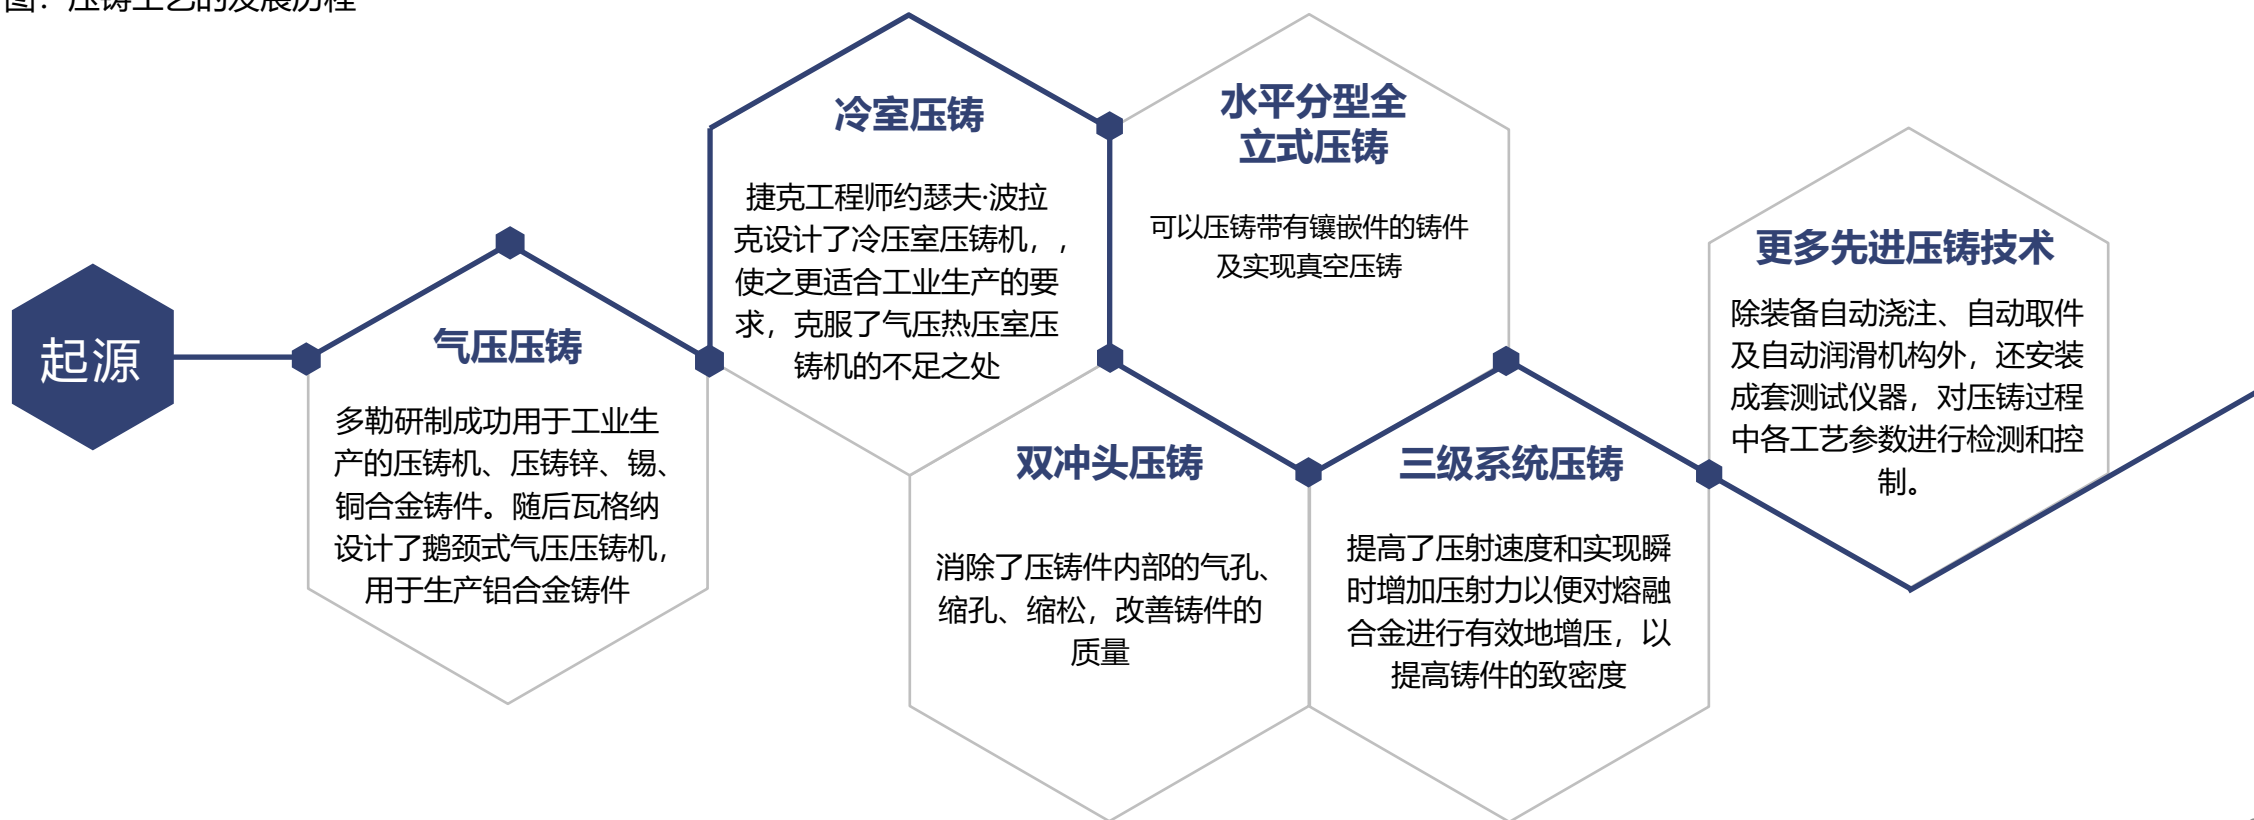 图：压铸工艺的发展历程
起源
气压压铸
多勒研制成功用于工业生
产的压铸机、压铸锌、锡、
铜合金铸件。随后瓦格纳
设计了鹅颈式气压压铸机，
用于生产铝合金铸件
冷室压铸
捷克工程师约瑟夫·波拉
克设计了冷压室压铸机，，
使之更适合工业生产的要
求，克服了气压热压室压
铸机的不足之处
双冲头压铸
消除了压铸件内部的气孔、
缩孔、缩松，改善铸件的
质量
水平分型全
立式压铸
可以压铸带有镶嵌件的铸件
及实现真空压铸
三级系统压铸
提高了压射速度和实现瞬
时增加压射力以便对熔融
合金进行有效地增压，以
提高铸件的致密度
更多先进压铸技术
除装备自动浇注、自动取件
及自动润滑机构外，还安装
成套测试仪器，对压铸过程
中各工艺参数进行检测和控
制。